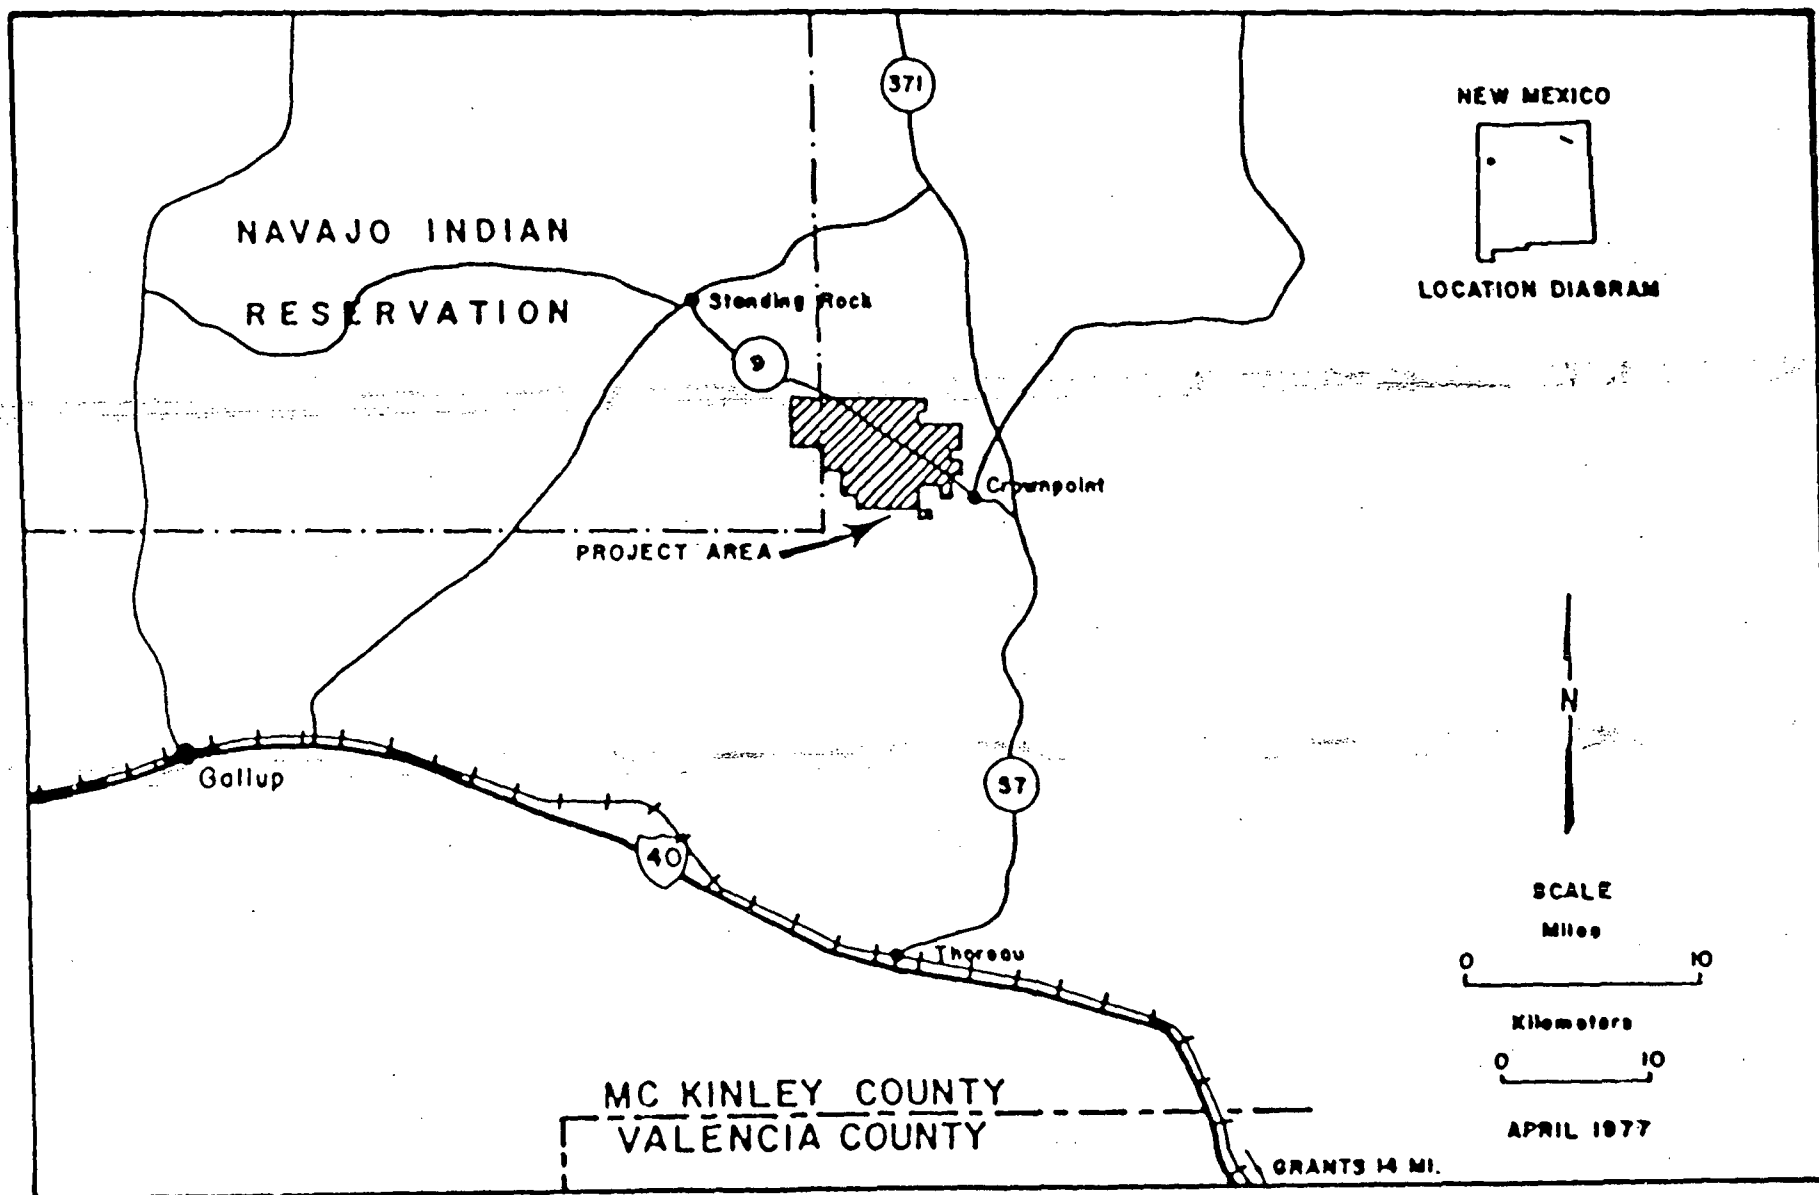 371
NEW MEXICO
LOCATION DIAGRAM
NAVAJO INDIAN
RESERVATION
Standing Rock
9
Crownpoint
PROJECT AREA
N
Gallup
57
40
SCALE
Miles
0 10
Thoreau
Kilometers
0 10
MC KINLEY COUNTY
VALENCIA COUNTY
APRIL 1977
GRANTS 14 MI.